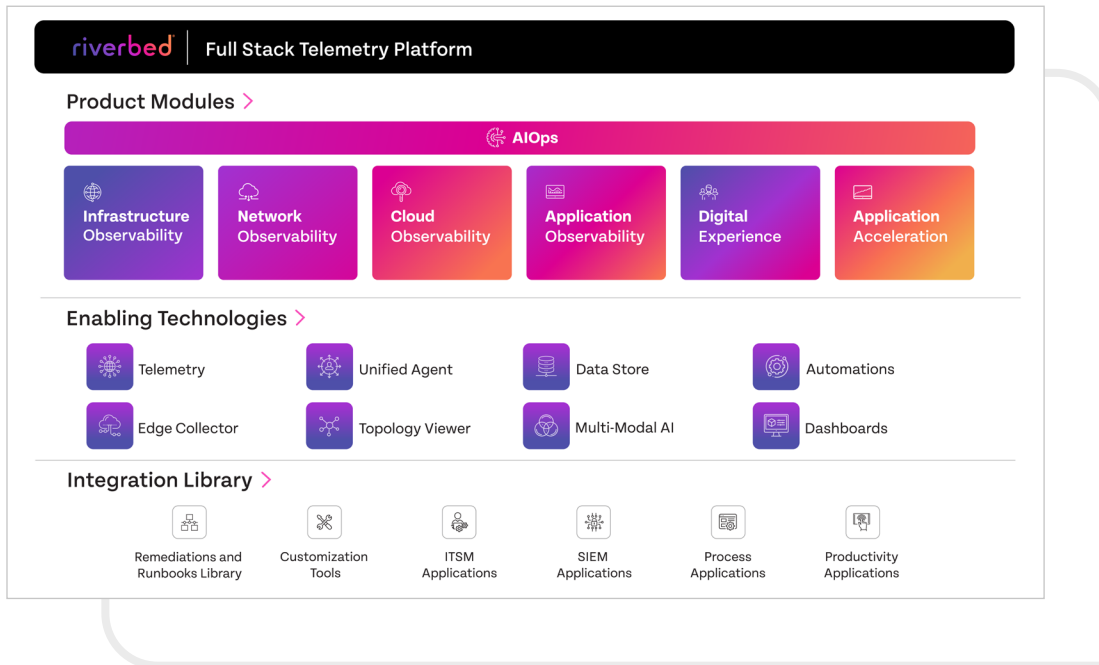 riverbed
Full Stack Telemetry Platform
Product Modules
AIOps
Infrastructure
Observability
Network
Observability
Cloud
Observability
Application
Observability
Digital
Experience
Application
Acceleration
Enabling Technologies
Telemetry
Unified Agent
Data Store
Automations
Edge Collector
Topology Viewer
Multi-Modal AI
Dashboards
Integration Library
Remediations and
Runbooks Library
Customization
Tools
ITSM
Applications
SIEM
Applications
Process
Applications
Productivity
Applications